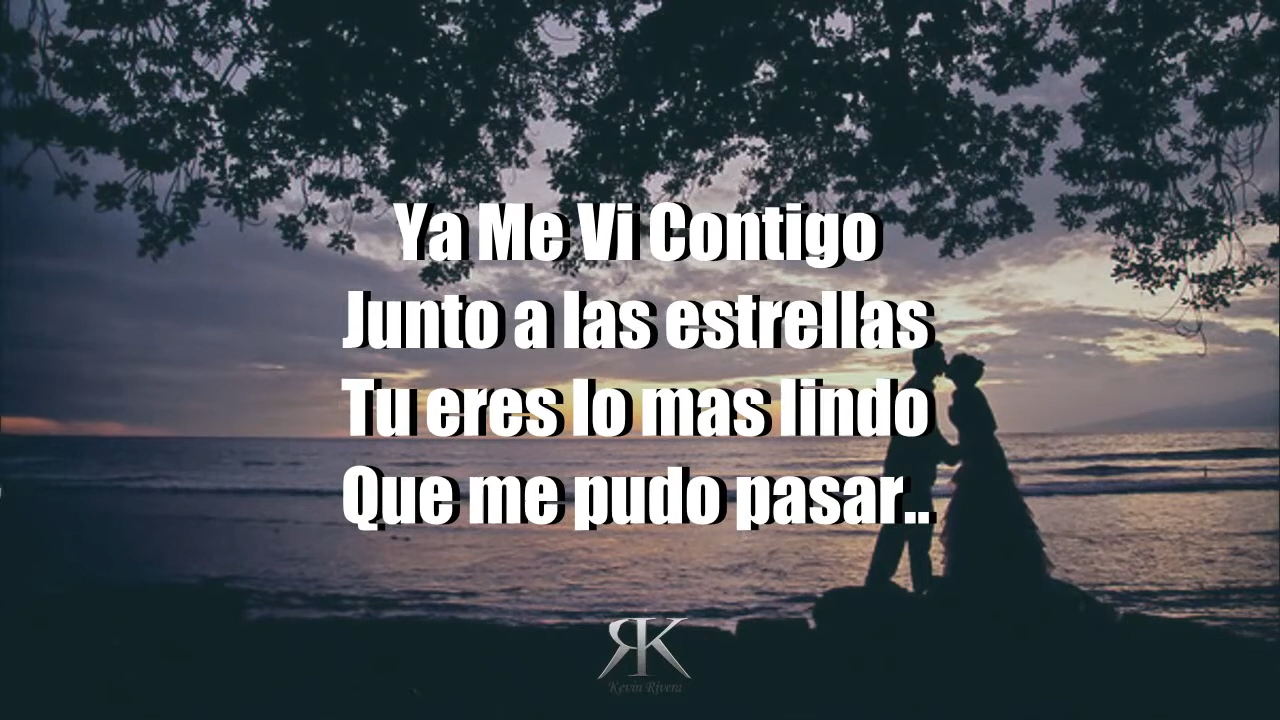 Ya Me Vi Contigo
Junto a las estrellas
Tu eres lo mas lindo
Que me pudo pasar..
RK
Kevin Rivera